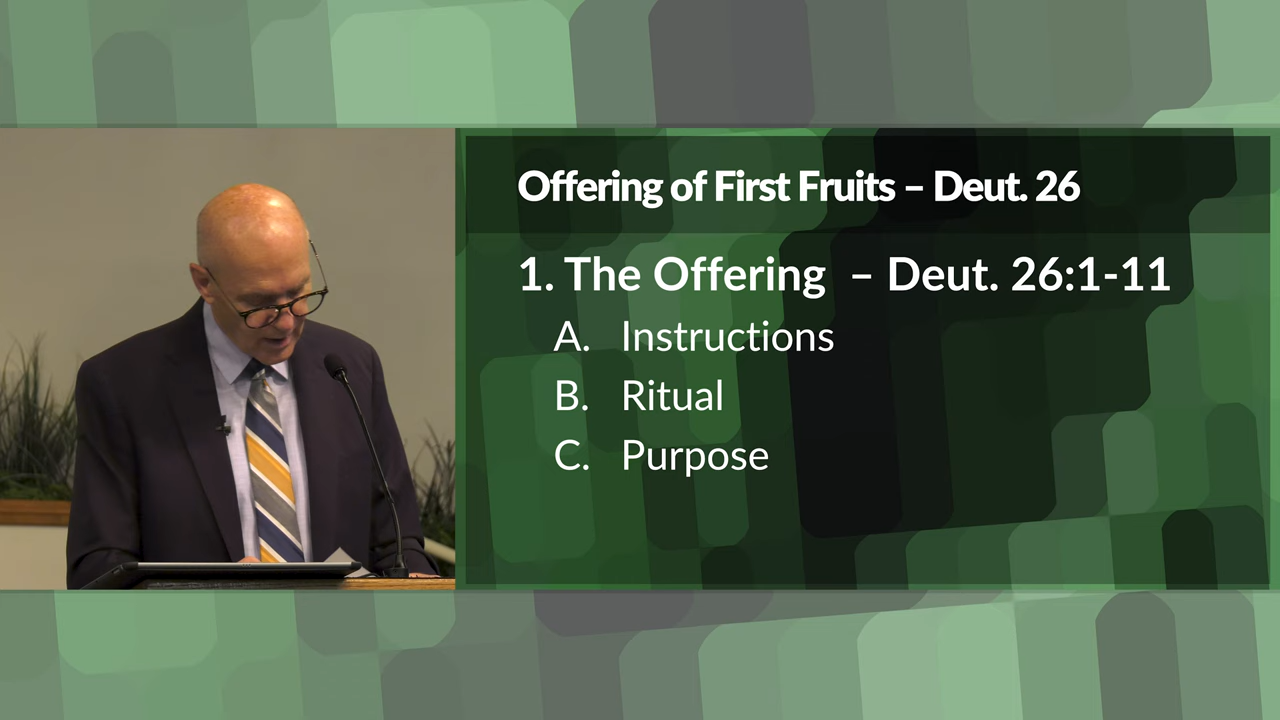 Offering of First Fruits – Deut. 26
1. The Offering – Deut. 26:1-11
A. Instructions
B. Ritual
C. Purpose